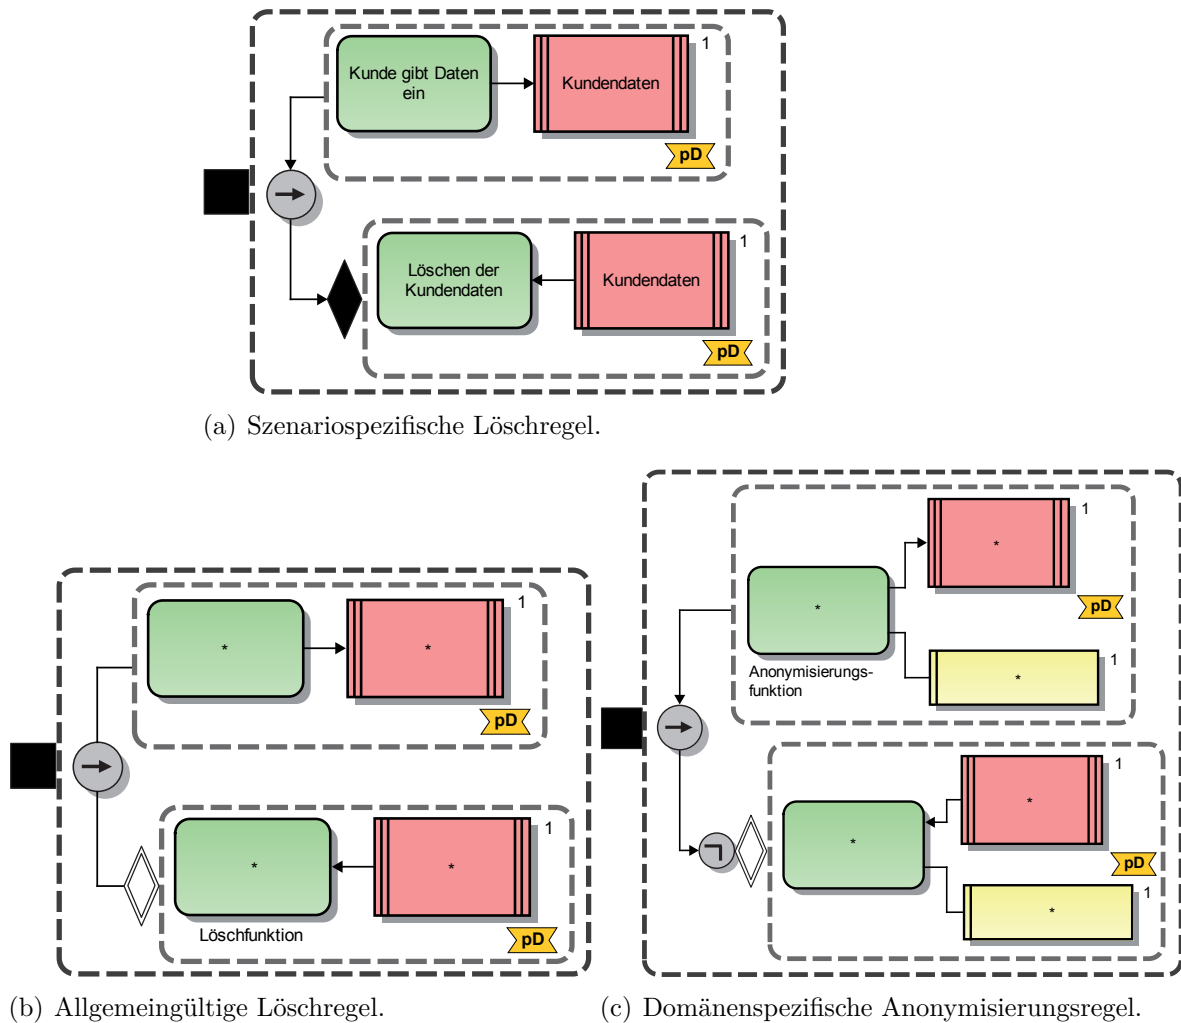 Kunde gibt Daten
ein
Kundendaten
1
pD
Löschen der
Kundendaten
Kundendaten
1
pD
(a) Szenariospezifische Löschregel.
*
*
1
pD
*
Löschfunktion
*
1
pD
(b) Allgemeingültige Löschregel.
*
Anonymisierungs-
funktion
*
1
pD
*
1
*
*
1
pD
*
1
(c) Domänenspezifische Anonymisierungsregel.